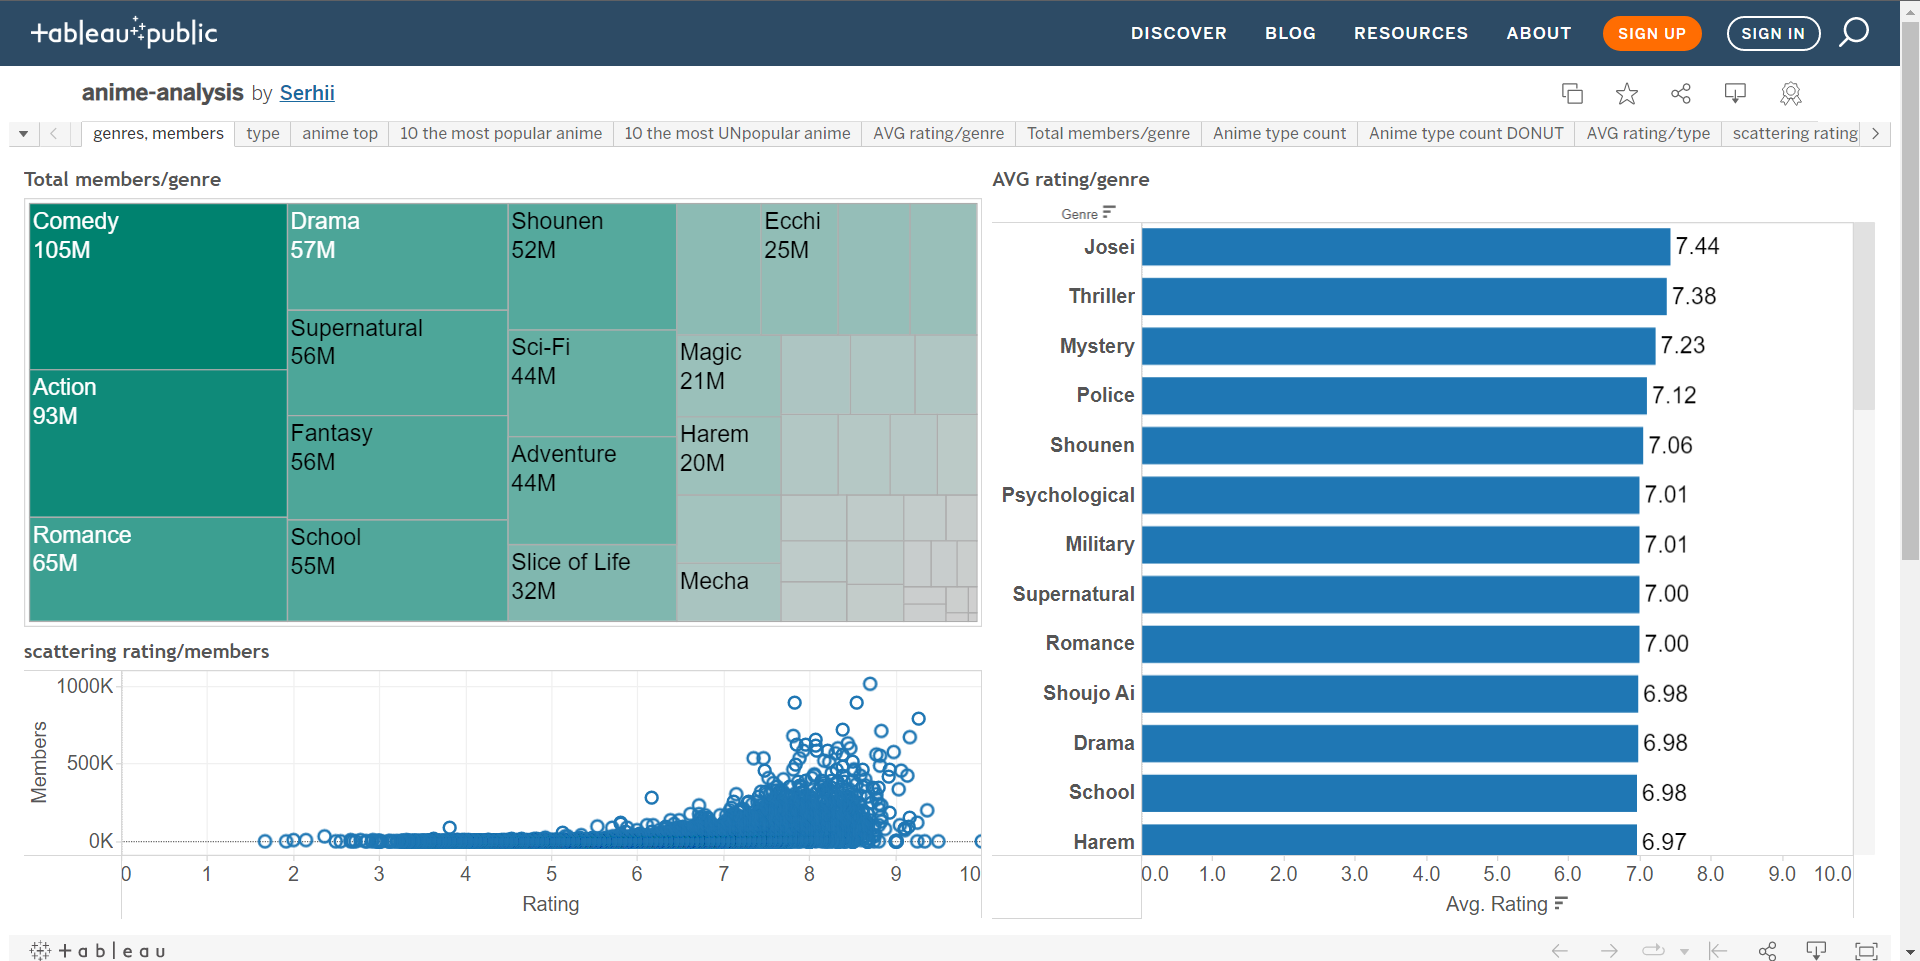 tableau public
DISCOVER BLOG RESOURCES ABOUT SIGN UP SIGN IN
anime-analysis by Serhii
genres, members type anime top 10 the most popular anime 10 the most UNpopular anime AVG rating/genre Total members/genre Anime type count Anime type count DONUT AVG rating/type scattering rating
Total members/genre
Comedy
105M
Action
93M
Romance
65M
Drama
57M
Supernatural
56M
Fantasy
56M
School
55M
Shounen
52M
Sci-Fi
44M
Adventure
44M
Slice of Life
32M
Ecchi
25M
Magic
21M
Harem
20M
Mecha
scattering rating/members
Members
1000K
500K
0K
0 1 2 3 4 5 6 7 8 9 10
Rating
AVG rating/genre
Genre
Josei 7.44
Thriller 7.38
Mystery 7.23
Police 7.12
Shounen 7.06
Psychological 7.01
Military 7.01
Supernatural 7.00
Romance 7.00
Shoujo Ai 6.98
Drama 6.98
School 6.98
Harem 6.97
0.0 1.0 2.0 3.0 4.0 5.0 6.0 7.0 8.0 9.0 10.0
Avg. Rating
tableau